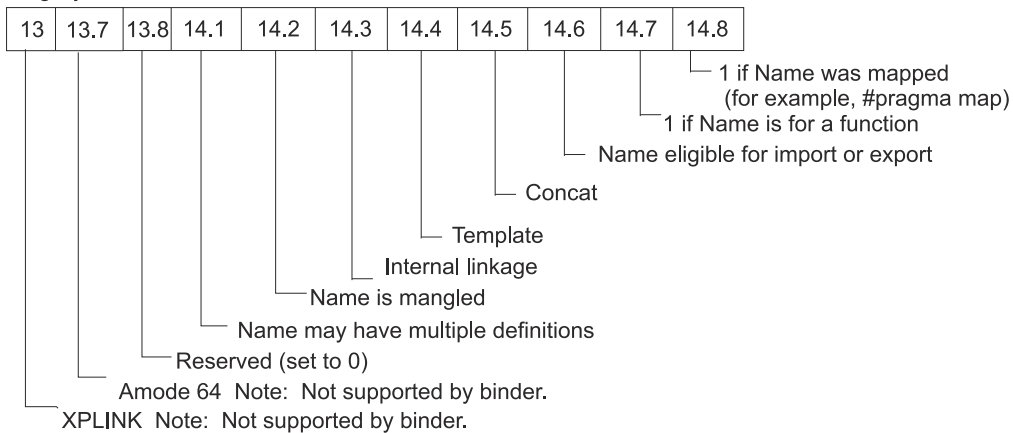 13 13.7 13.8 14.1 14.2 14.3 14.4 14.5 14.6 14.7 14.8
1 if Name was mapped
(for example, #pragma map)
1 if Name is for a function
Name eligible for import or export
Concat
Template
Internal linkage
Name is mangled
Name may have multiple definitions
Reserved (set to 0)
Amode 64 Note: Not supported by binder.
XPLINK Note: Not supported by binder.